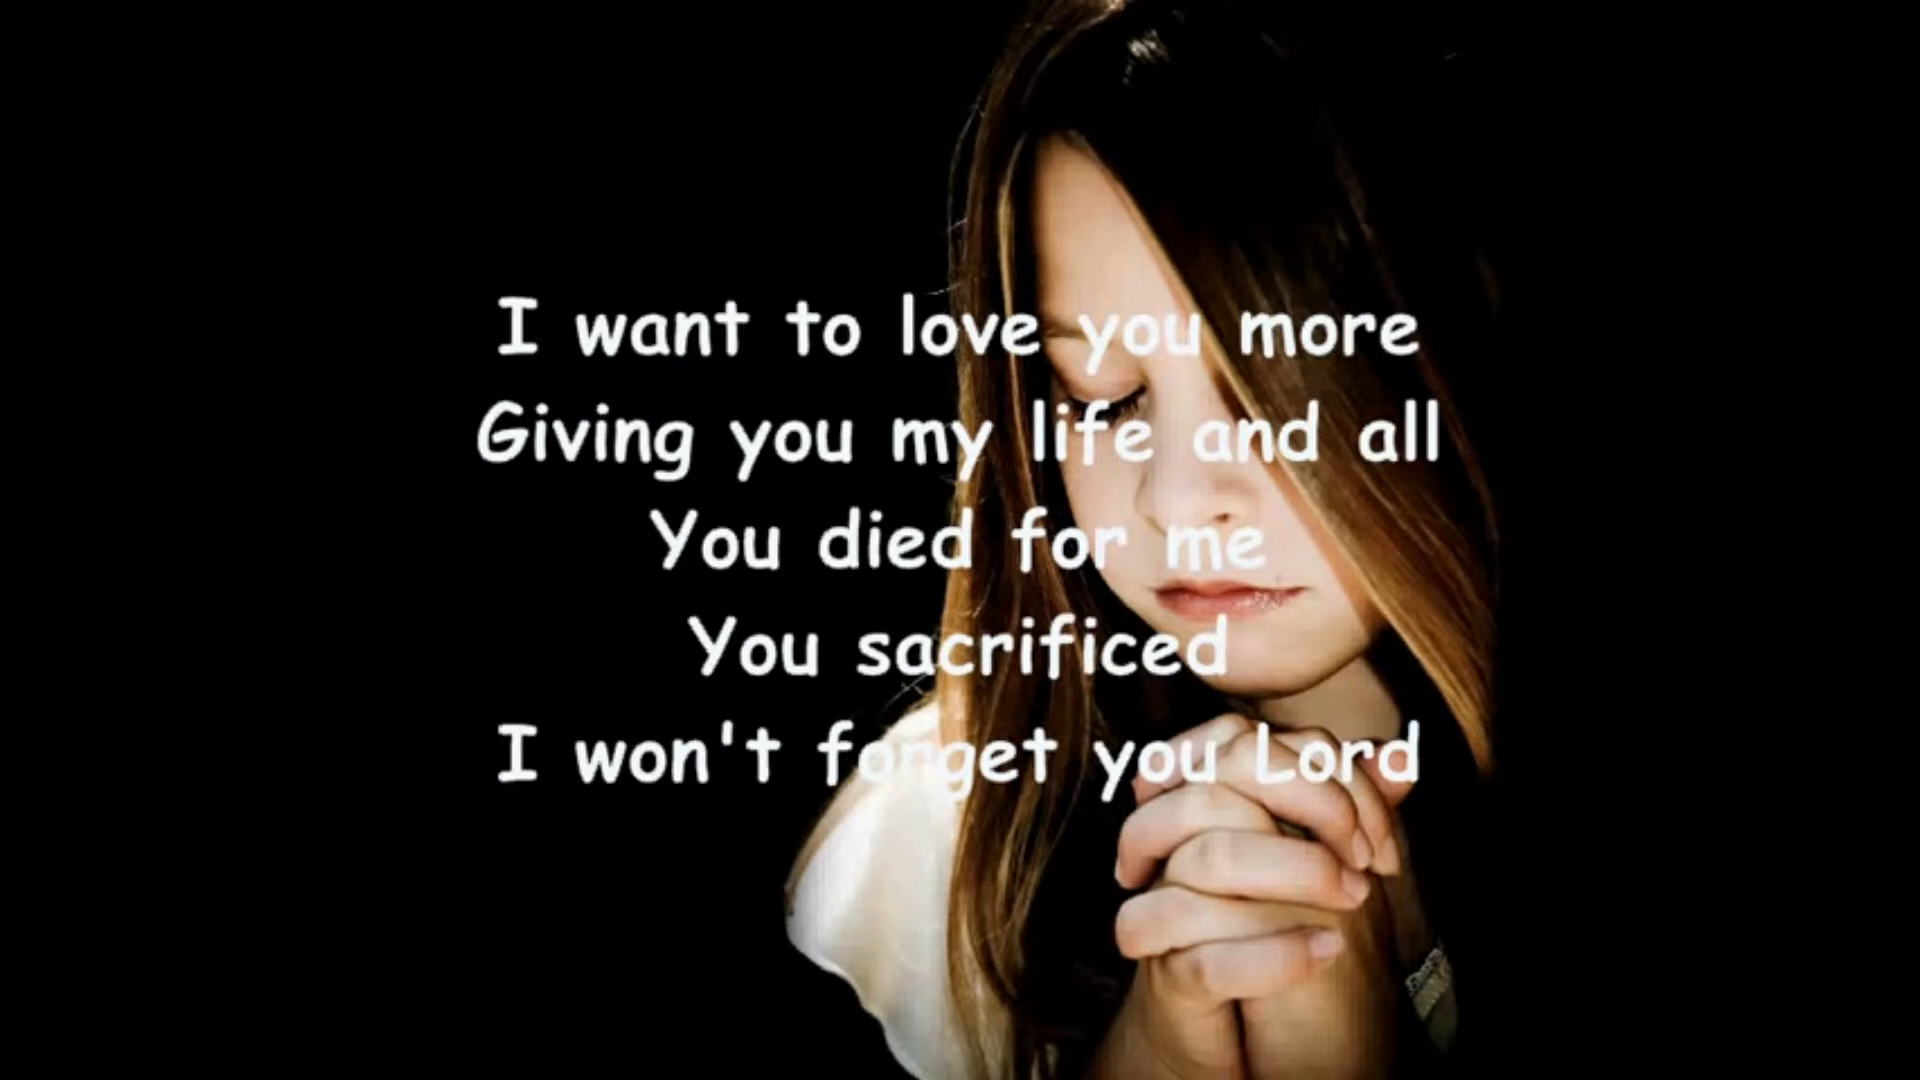 I want to love you more
Giving you my life and all
You died for me
You sacrificed
I won't forget you Lord